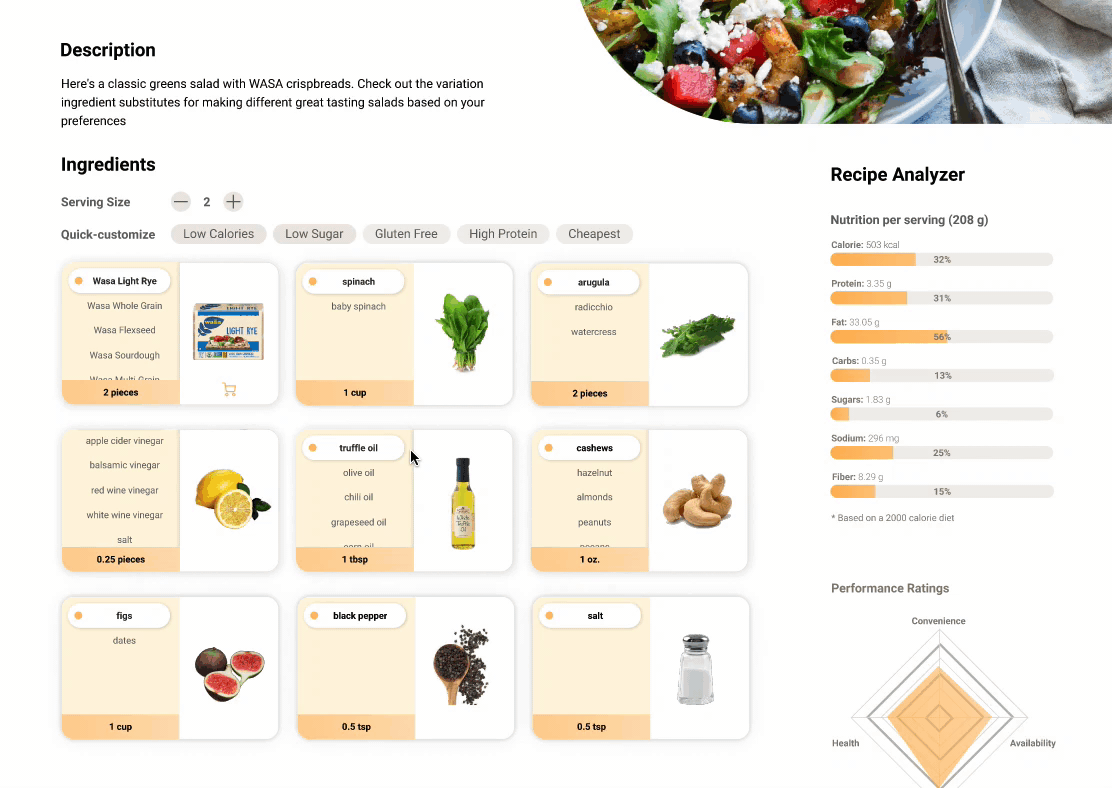 Description
Here's a classic greens salad with WASA crispbreads. Check out the variation
ingredient substitutes for making different great tasting salads based on your
preferences
Ingredients
Serving Size 2
Quick-customize Low Calories Low Sugar Gluten Free High Protein Cheapest
Wasa Light Rye
Wasa Whole Grain
Wasa Flexseed
Wasa Sourdough
Wasa Multi Grain
2 pieces
LIGHT RYE
wasa
LIGHT RYE
spinach
baby spinach
1 cup
arugula
radicchio
watercress
2 pieces
apple cider vinegar
balsamic vinegar
red wine vinegar
white wine vinegar
salt
0.25 pieces
truffle oil
olive oil
chili oil
grapeseed oil
corn oil
1 tbsp
cashews
hazelnut
almonds
peanuts
pecans
1 oz.
figs
dates
1 cup
black pepper
0.5 tsp
salt
0.5 tsp
Recipe Analyzer
Nutrition per serving (208 g)
Calorie: 503 kcal
32%
Protein: 3.35 g
31%
Fat: 33.05 g
56%
Carbs: 0.35 g
13%
Sugars: 1.83 g
6%
Sodium: 296 mg
25%
Fiber: 8.29 g
15%
* Based on a 2000 calorie diet
Performance Ratings
Convenience
Health
Availability